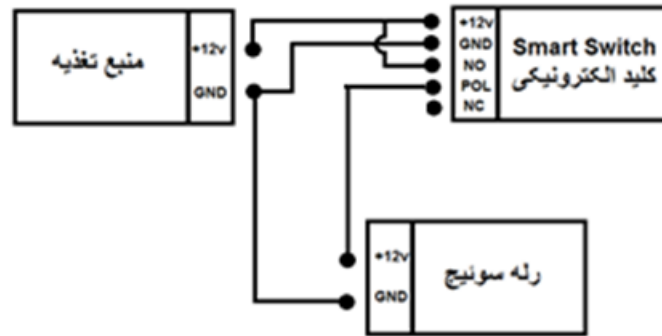 منبع تغذیه
+12v
GND
+12v
GND
NO
POL
NC
Smart Switch
کلید الکترونیکی
+12v
GND
رله سوئیچ